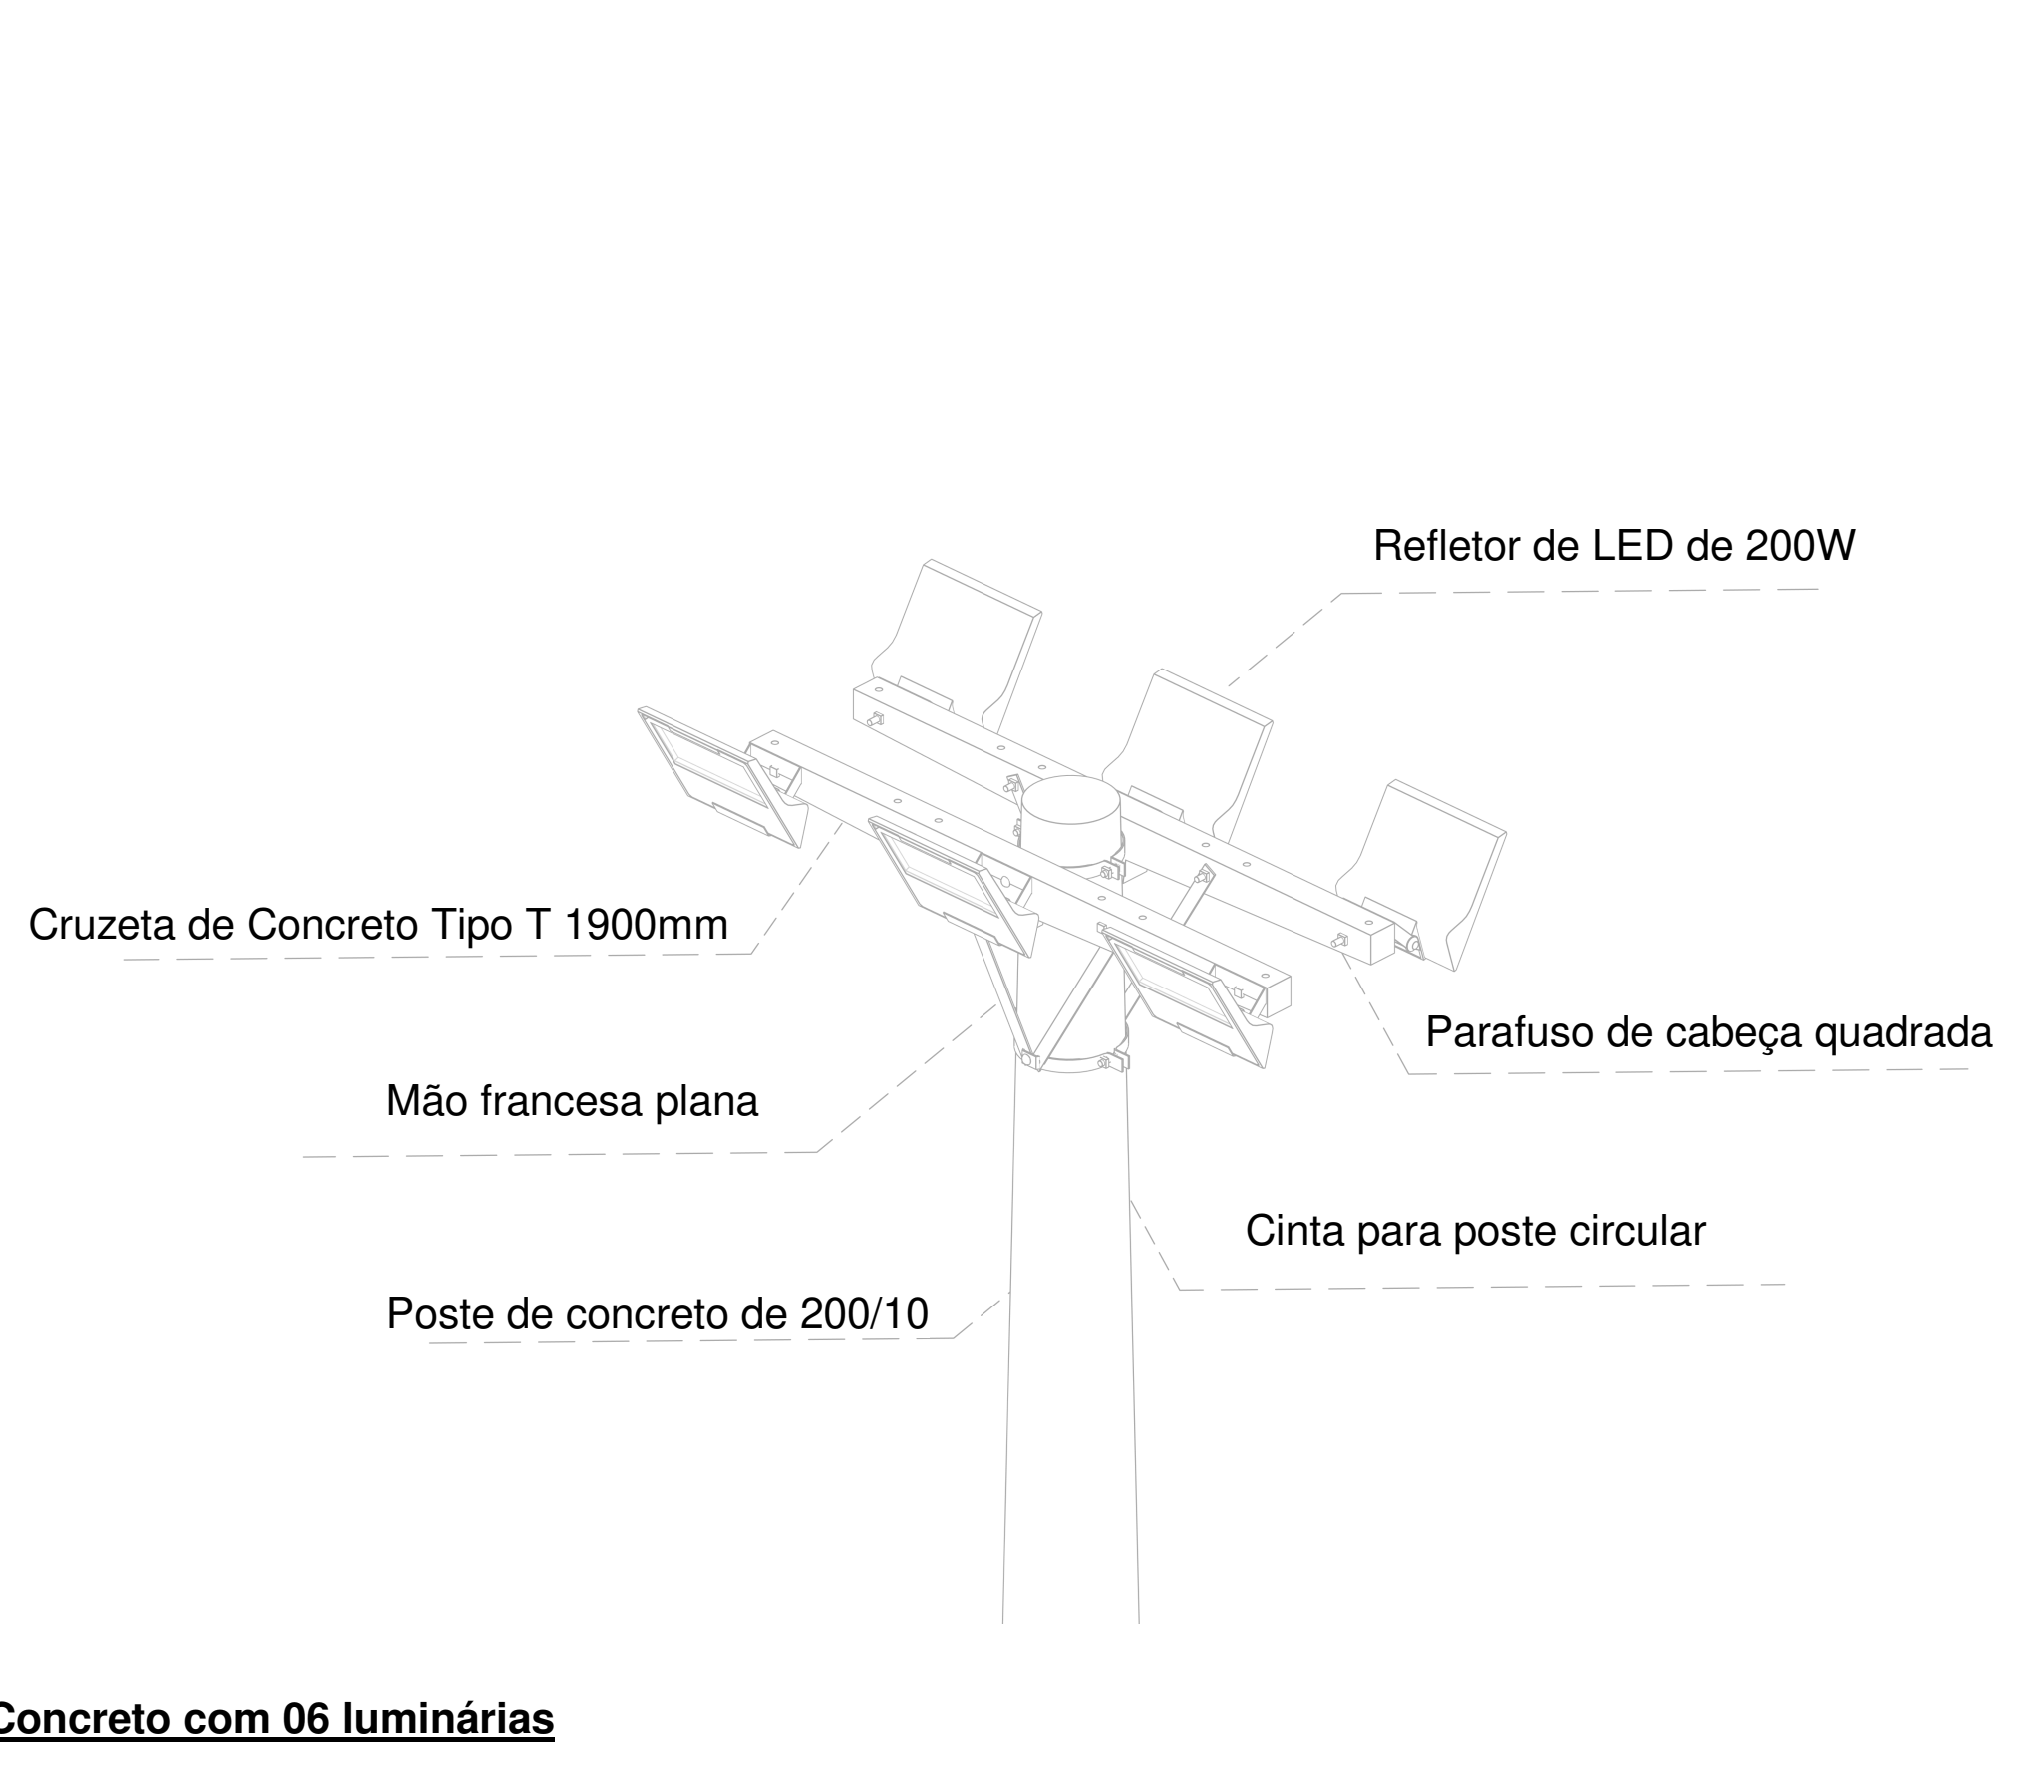 Refletor de LED de 200W
Cruzeta de Concreto Tipo T 1900mm
Parafuso de cabeça quadrada
Mão francesa plana
Cinta para poste circular
Poste de concreto de 200/10
Concreto com 06 luminárias